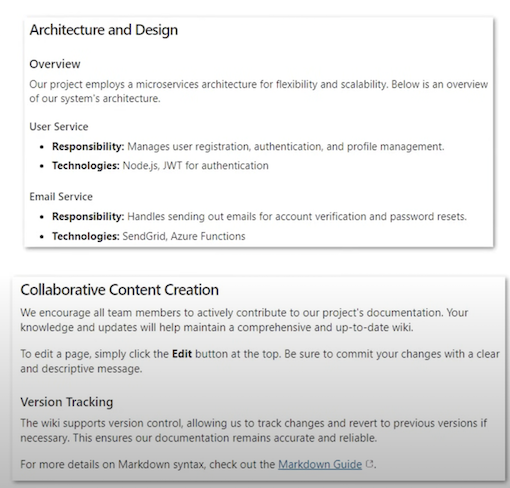 Architecture and Design
Overview
Our project employs a microservices architecture for flexibility and scalability. Below is an overview
of our system's architecture.
User Service
• Responsibility: Manages user registration, authentication, and profile management.
• Technologies: Node.js, JWT for authentication
Email Service
• Responsibility: Handles sending out emails for account verification and password resets.
• Technologies: SendGrid, Azure Functions
Collaborative Content Creation
We encourage all team members to actively contribute to our project's documentation. Your
knowledge and updates will help maintain a comprehensive and up-to-date wiki.
To edit a page, simply click the Edit button at the top. Be sure to commit your changes with a clear
and descriptive message.
Version Tracking
The wiki supports version control, allowing us to track changes and revert to previous versions if
necessary. This ensures our documentation remains accurate and reliable.
For more details on Markdown syntax, check out the Markdown Guide.